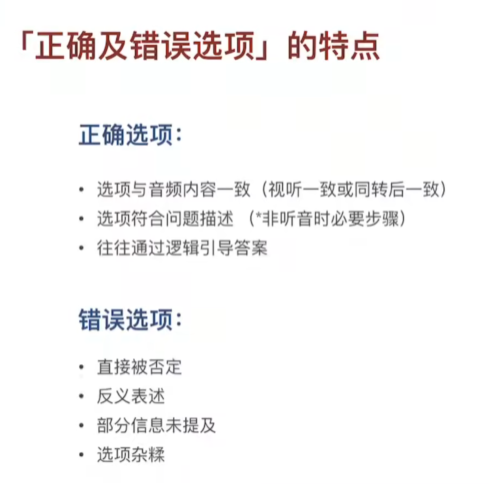 「正确及错误选项」的特点
正确选项：
• 选项与音频内容一致（视听一致或同转后一致）
• 选项符合问题描述 （*非听音时必要步骤）
• 往往通过逻辑引导答案
错误选项：
• 直接被否定
• 反义表述
• 部分信息未提及
• 选项杂糅